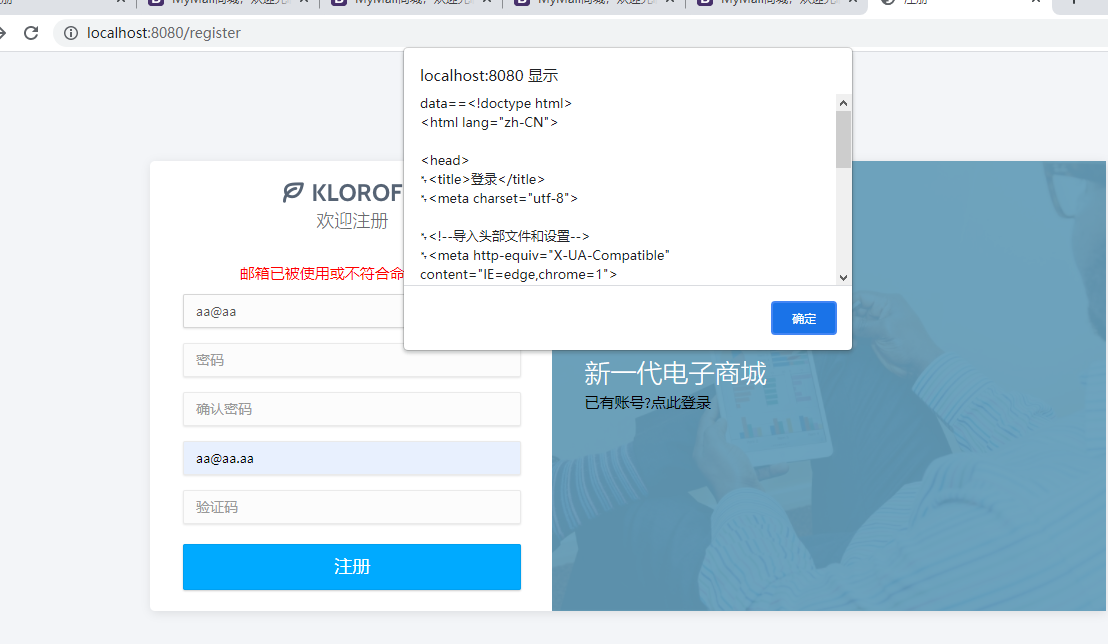 MyMall商城，欢迎光
MyMall商城，欢迎光
MyMall商城，欢迎光
MyMall商城，欢迎光
注册
localhost:8080/register
localhost:8080 显示
data==<!doctype html>
<html lang="zh-CN">
<head>
<title>登录</title>
<meta charset="utf-8">
<!--导入头部文件和设置-->
<meta http-equiv="X-UA-Compatible"
content="IE=edge,chrome=1">
确定
KLOROF
欢迎注册
邮箱已被使用或不符合命
aa@aa
密码
确认密码
aa@aa.aa
验证码
注册
新一代电子商城
已有账号?点此登录